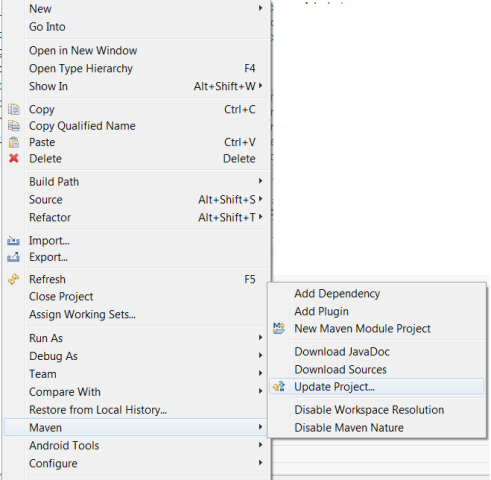 New
Go Into
Open in New Window
Open Type Hierarchy F4
Show In Alt+Shift+W
Copy Ctrl+C
Copy Qualified Name
Paste Ctrl+V
Delete Delete
Build Path
Source Alt+Shift+S
Refactor Alt+Shift+T
Import...
Export...
Refresh F5
Close Project
Assign Working Sets...
Run As
Debug As
Team
Compare With
Restore from Local History...
Maven
Android Tools
Configure
Add Dependency
Add Plugin
New Maven Module Project
Download JavaDoc
Download Sources
Update Project...
Disable Workspace Resolution
Disable Maven Nature